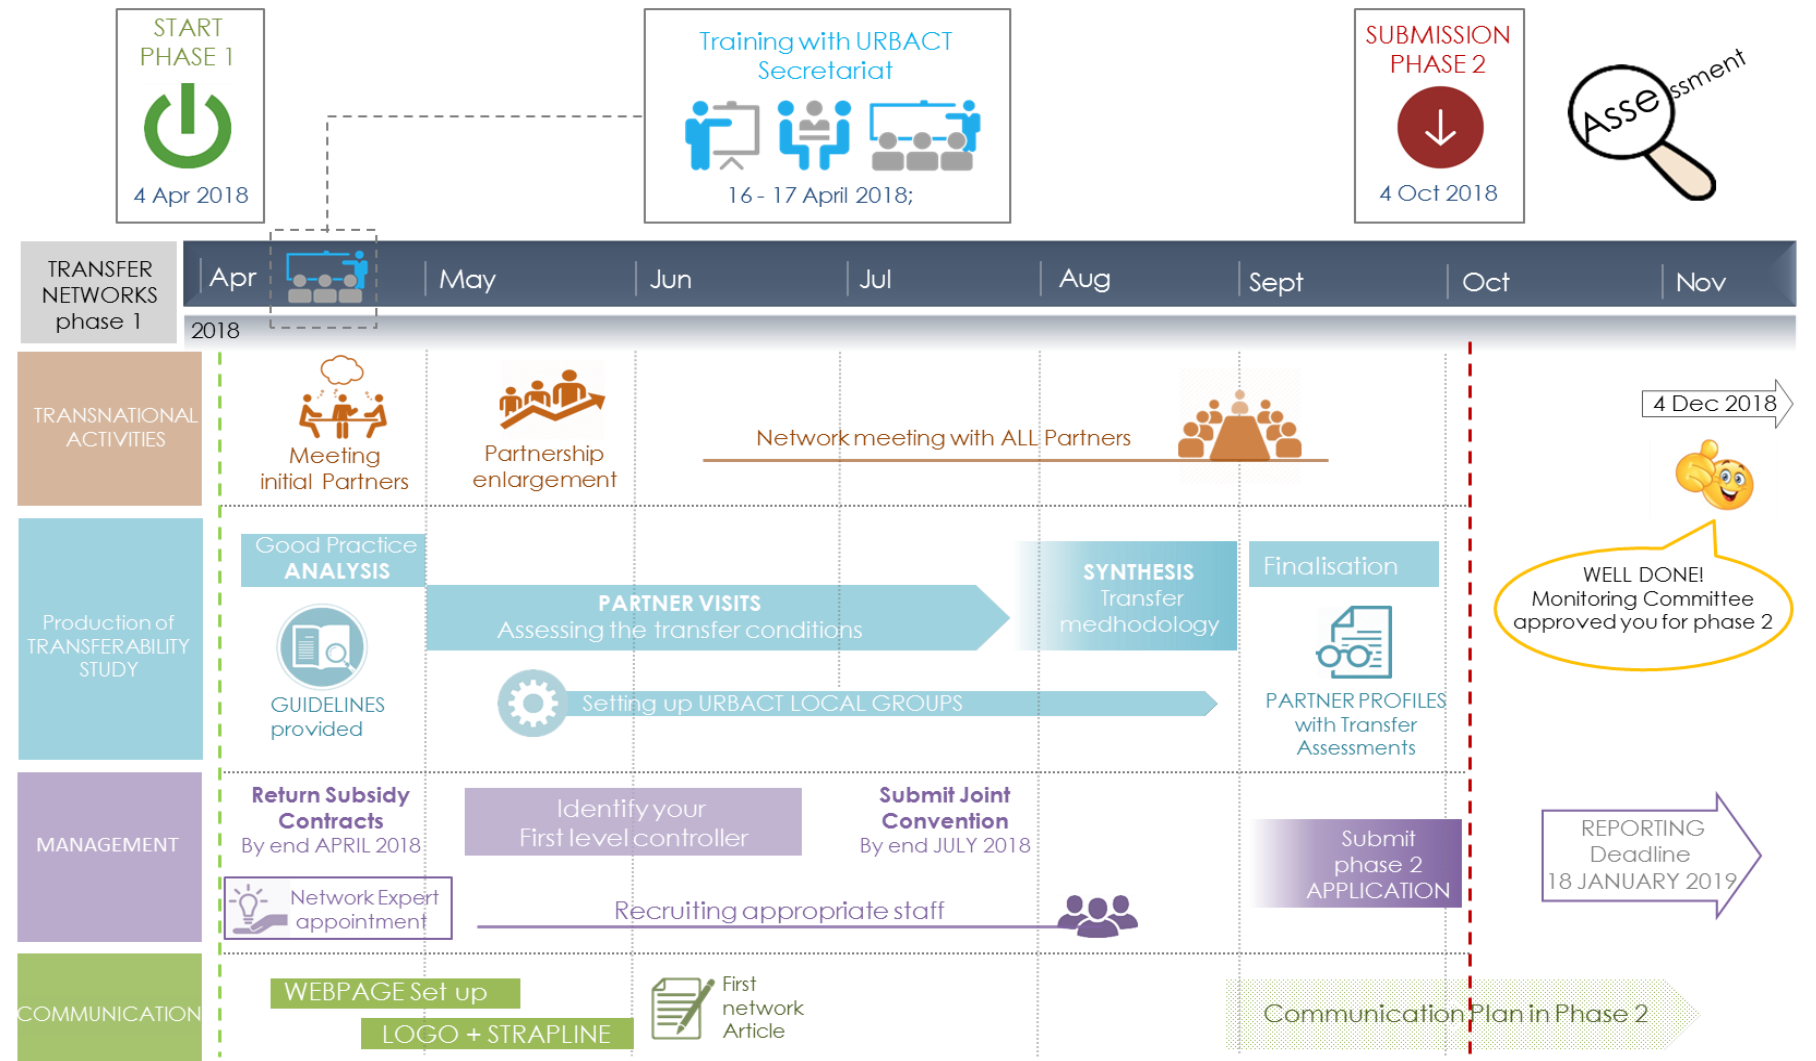 START
PHASE 1
4 Apr 2018
Training with URBACT
Secretariat
16 - 17 April 2018;
SUBMISSION
PHASE 2
4 Oct 2018
Assessment
TRANSFER
NETWORKS
phase 1
Apr
May
Jun
Jul
Aug
Sept
Oct
Nov
2018
TRANSNATIONAL
ACTIVITIES
Meeting
initial Partners
Partnership
enlargement
Network meeting with ALL Partners
4 Dec 2018
Production of
TRANSFERABILITY
STUDY
Good Practice
ANALYSIS
GUIDELINES
provided
PARTNER VISITS
Assessing the transfer conditions
Setting up URBACT LOCAL GROUPS
SYNTHESIS
Transfer
medhodology
Finalisation
PARTNER PROFILES
with Transfer
Assessments
WELL DONE!
Monitoring Committee
approved you for phase 2
MANAGEMENT
Return Subsidy
Contracts
By end APRIL 2018
Identify your
First level controller
Submit Joint
Convention
By end JULY 2018
Submit
phase 2
APPLICATION
REPORTING
Deadline
18 JANUARY 2019
Network Expert
appointment
Recruiting appropriate staff
COMMUNICATION
WEBPAGE Set up
LOGO + STRAPLINE
First
network
Article
Communication Plan in Phase 2